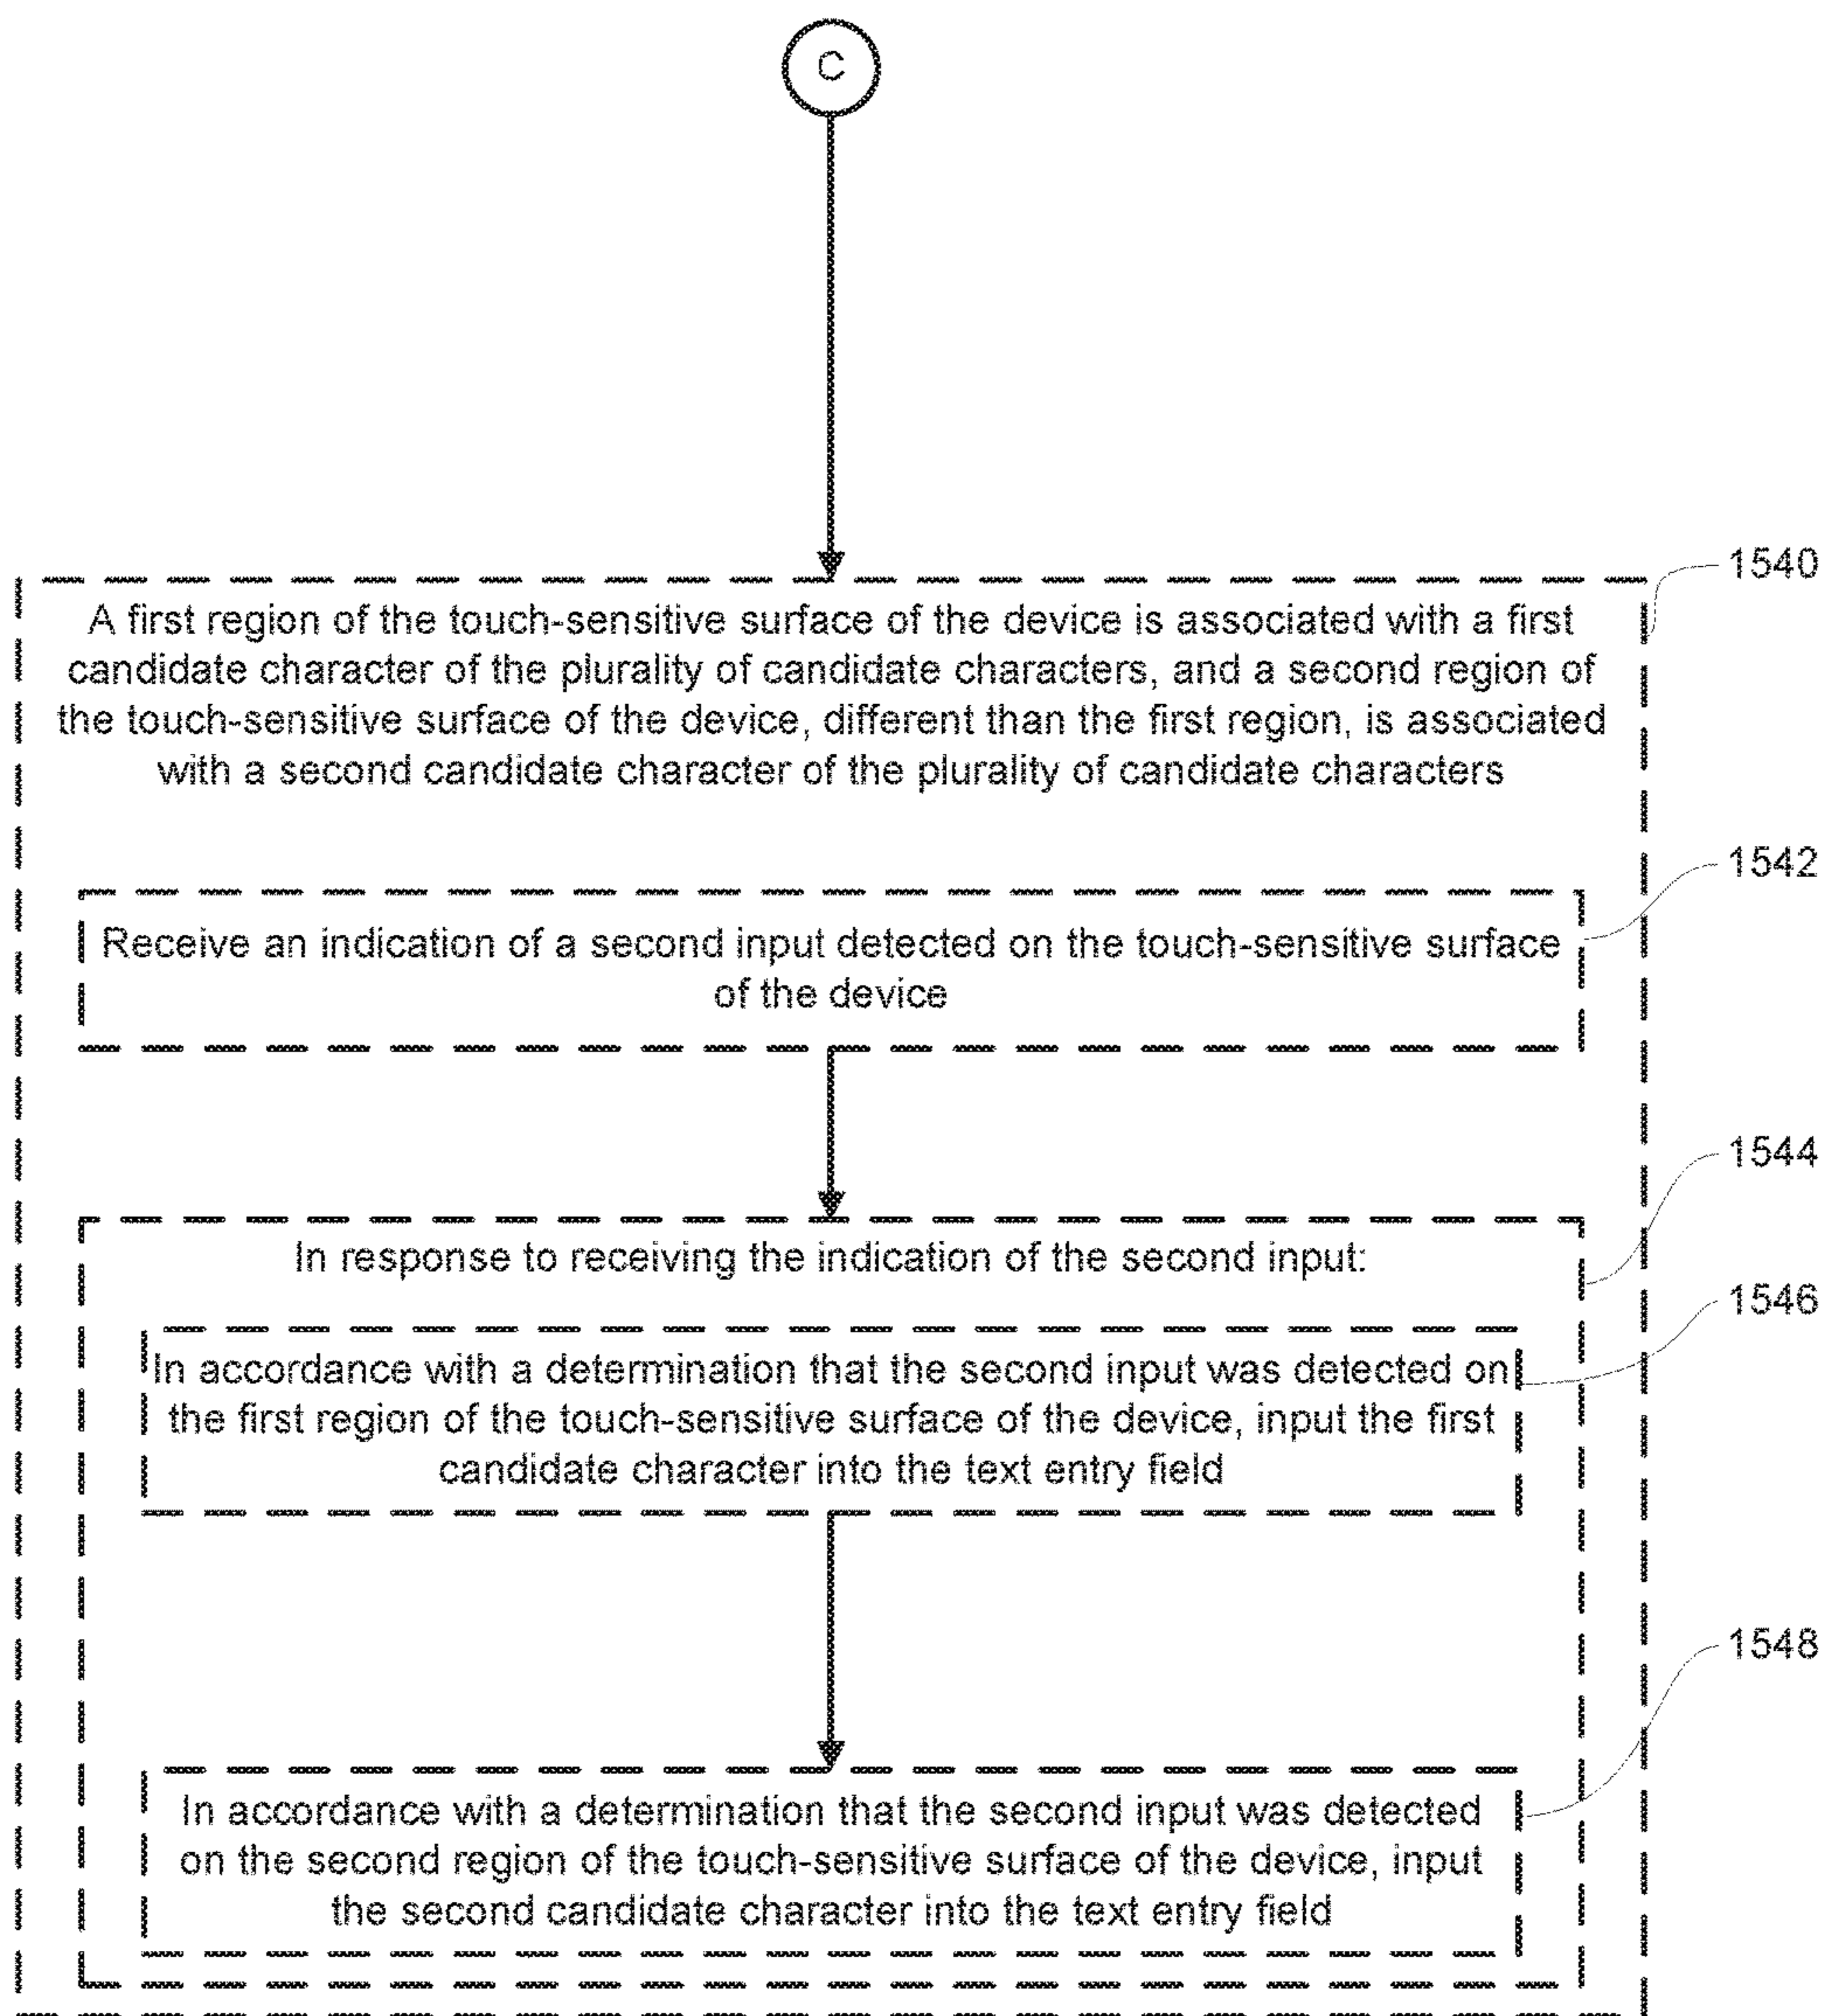 C
1540
A first region of the touch-sensitive surface of the device is associated with a first
candidate character of the plurality of candidate characters, and a second region of
the touch-sensitive surface of the device, different than the first region, is associated
with a second candidate character of the plurality of candidate characters
1542
Receive an indication of a second input detected on the touch-sensitive surface
of the device
1544
In response to receiving the indication of the second input:
1546
In accordance with a determination that the second input was detected on
the first region of the touch-sensitive surface of the device, input the first
candidate character into the text entry field
1548
In accordance with a determination that the second input was detected
on the second region of the touch-sensitive surface of the device, input
the second candidate character into the text entry field